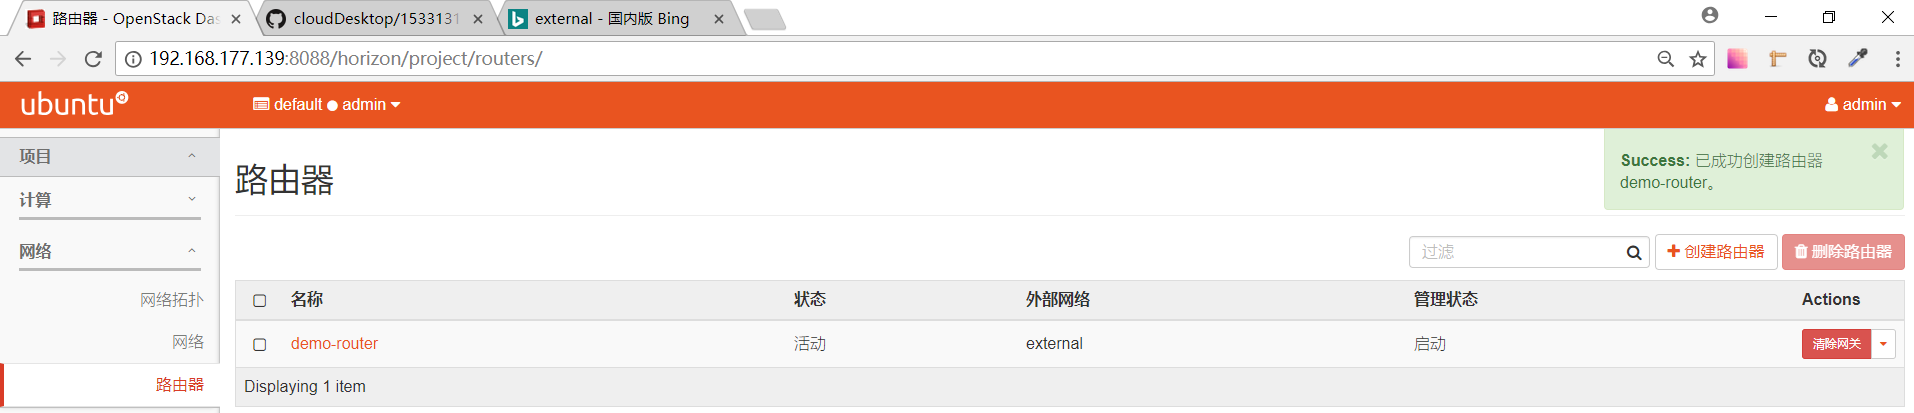 路由器 - OpenStack Das
cloudDesktop/1533131
external - 国内版 Bing
192.168.177.139:8088/horizon/project/routers/
ubuntu
default admin
admin
项目
计算
网络
网络拓扑
网络
路由器
路由器
Success: 已成功创建路由器
demo-router。
过滤
创建路由器
删除路由器
名称 状态 外部网络 管理状态 Actions
demo-router 活动 external 启动 清除网关
Displaying 1 item